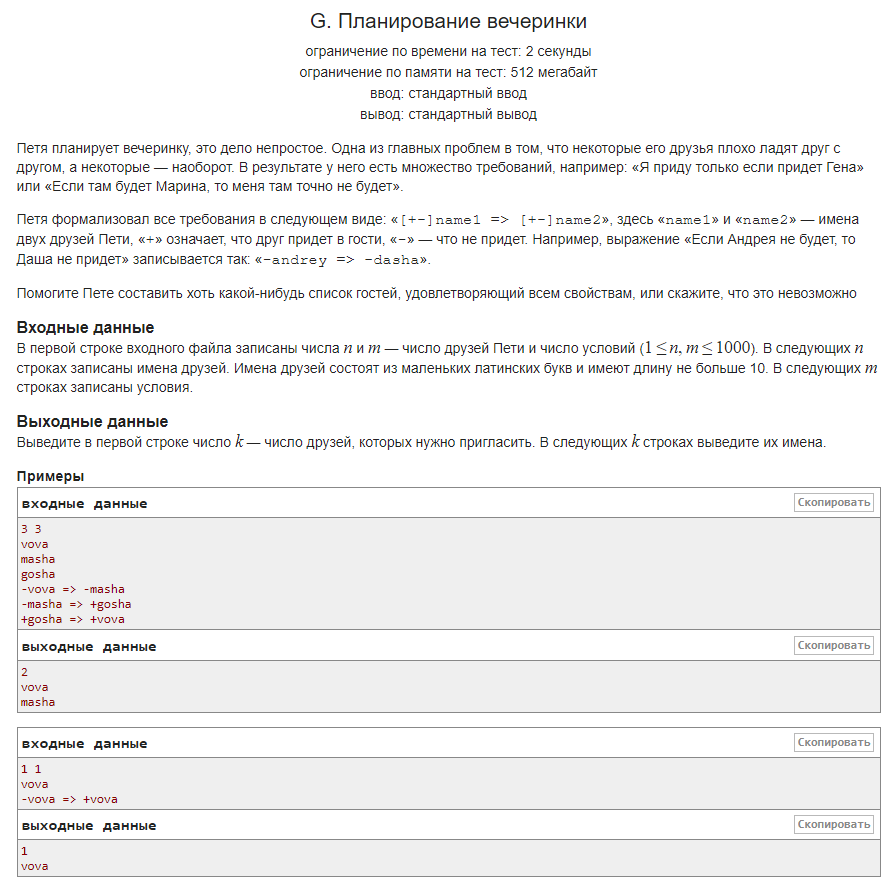 G. Планирование вечеринки
ограничение по времени на тест: 2 секунды
ограничение по памяти на тест: 512 мегабайт
ввод: стандартный ввод
вывод: стандартный вывод
Петя планирует вечеринку, это дело непростое. Одна из главных проблем в том, что некоторые его друзья плохо ладят друг с
другом, а некоторые — наоборот. В результате у него есть множество требований, например: «Я приду только если придет Гена»
или «Если там будет Марина, то меня там точно не будет».
Петя формализовал все требования в следующем виде: «[+-]name1 => [+-]name2», здесь «name1» и «name2» — имена
двух друзей Пети, «+» означает, что друг придет в гости, «-» — что не придет. Например, выражение «Если Андрея не будет, то
Даша не придет» записывается так: «-andrey => -dasha».
Помогите Пете составить хоть какой-нибудь список гостей, удовлетворяющий всем свойствам, или скажите, что это невозможно
Входные данные
В первой строке входного файла записаны числа n и m — число друзей Пети и число условий (1 ≤ n, m ≤ 1000). В следующих n
строках записаны имена друзей. Имена друзей состоят из маленьких латинских букв и имеют длину не больше 10. В следующих m
строках записаны условия.
Выходные данные
Выведите в первой строке число k — число друзей, которых нужно пригласить. В следующих k строках выведите их имена.
Примеры
входные данные Скопировать
3 3
vova
masha
gosha
-vova => -masha
-masha => +gosha
+gosha => +vova
выходные данные Скопировать
2
vova
masha
входные данные Скопировать
1 1
vova
-vova => +vova
выходные данные Скопировать
1
vova